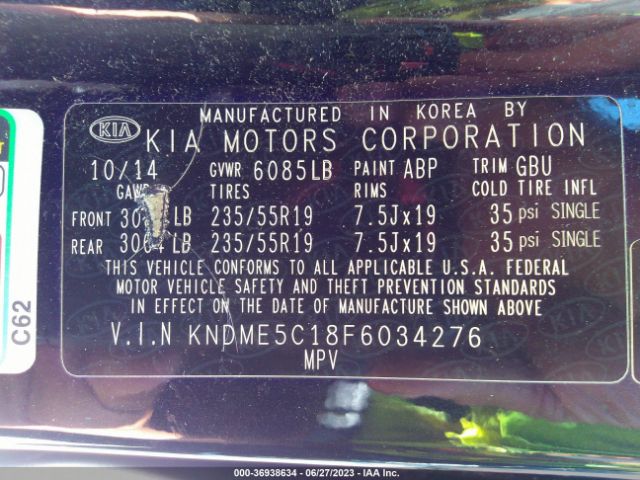 MANUFACTURED IN KOREA BY
KIA KIA MOTORS CORPORATION
10/14 GVWR 6085LB PAINT ABP TRIM GBU
TIRES RIMS COLD TIRE INFL
FRONT LB 235/55R19 7.5Jx19 35 psi SINGLE
REAR LB 235/55R19 7.5Jx19 35 psi SINGLE
THIS VEHICLE CONFORMS TO ALL APPLICABLE U.S.A. FEDERAL
MOTOR VEHICLE SAFETY AND THEFT PREVENTION STANDARDS
IN EFFECT ON THE DATE OF MANUFACTURE SHOWN ABOVE
V.I.N KNDME5C18F6034276
MPV
C62
000-36938634 - 06/27/2023 - IAA Inc.